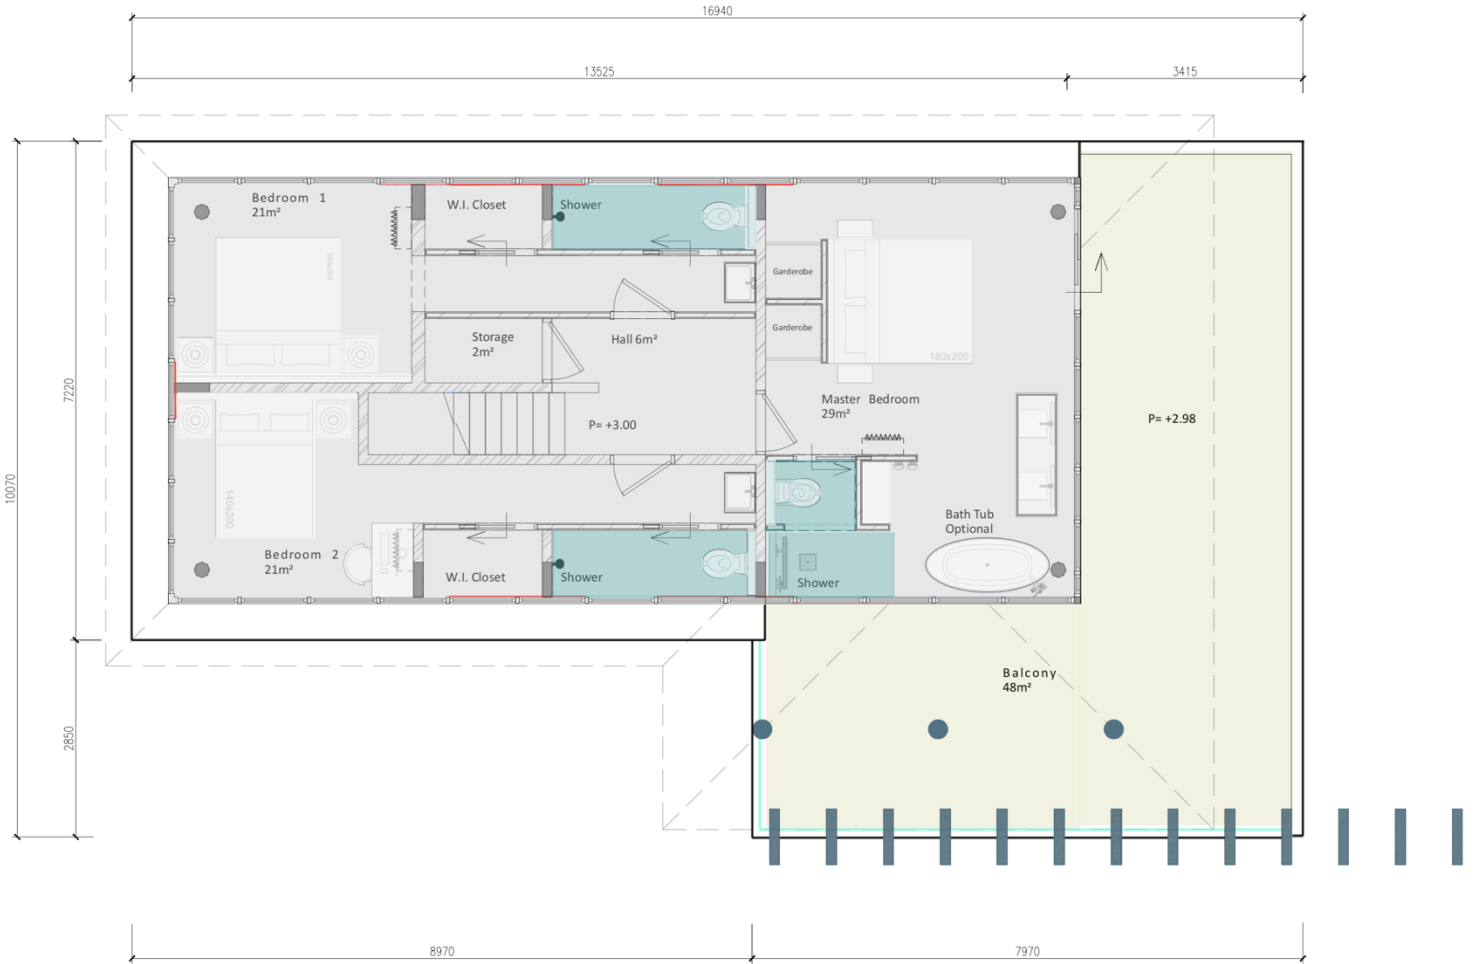 16940
13525
3415
Bedroom 1
21m²
W.I. Closet
Shower
160x200
Garderobe
Garderobe
Storage
2m²
Hall 6m²
180x200
Master Bedroom
29m²
P= +3.00
P= +2.98
7220
10070
140x200
Bedroom 2
21m²
W.I. Closet
Shower
Shower
Bath Tub
Optional
Balcony
48m²
2850
8970
7970